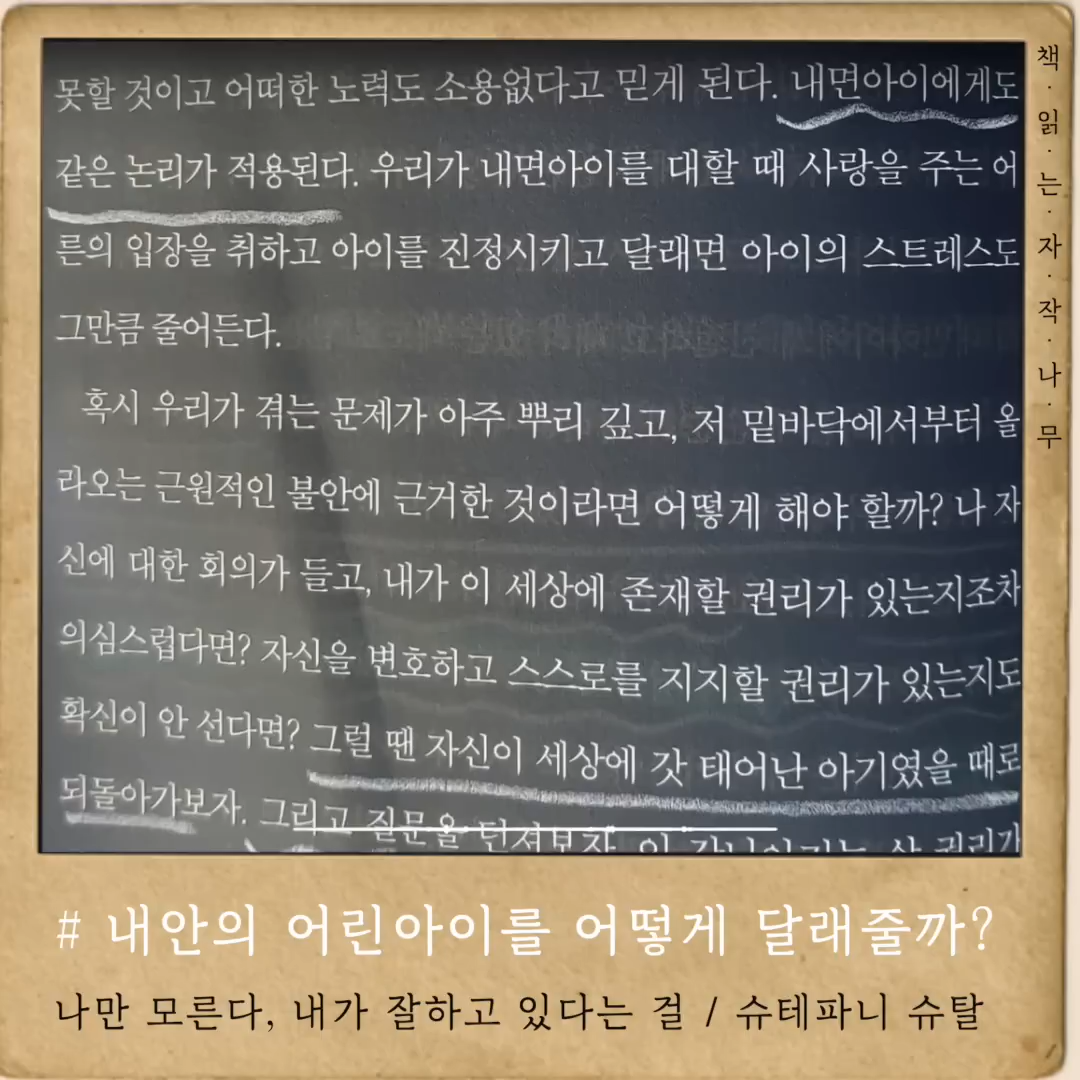 못할 것이고 어떠한 노력도 소용없다고 믿게 된다. 내면아이에게도
같은 논리가 적용된다. 우리가 내면아이를 대할 때 사랑을 주는 어
른의 입장을 취하고 아이를 진정시키고 달래면 아이의 스트레스도
그만큼 줄어든다.
혹시 우리가 겪는 문제가 아주 뿌리 깊고, 저 밑바닥에서부터 올
라오는 근원적인 불안에 근거한 것이라면 어떻게 해야 할까? 나 자
신에 대한 회의가 들고, 내가 이 세상에 존재할 권리가 있는지조차
의심스럽다면? 자신을 변호하고 스스로를 지지할 권리가 있는지도
확신이 안 선다면? 그럴 땐 자신이 세상에 갓 태어난 아기였을 때로
되돌아가보자. 그리고 질문을 던져보자.
책·읽·는·자·작·나·무
# 내안의 어린아이를 어떻게 달래줄까?
나만 모른다, 내가 잘하고 있다는 걸 / 슈테파니 슈탈